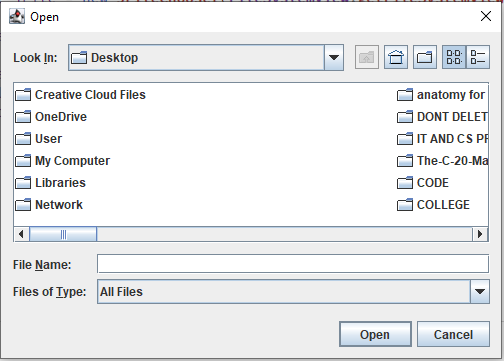 Open
Look In: Desktop
Creative Cloud Files
OneDrive
User
My Computer
Libraries
Network
anatomy for
DONT DELET
IT AND CS PR
The-C-20-Ma
CODE
COLLEGE
File Name:
Files of Type: All Files
Open Cancel